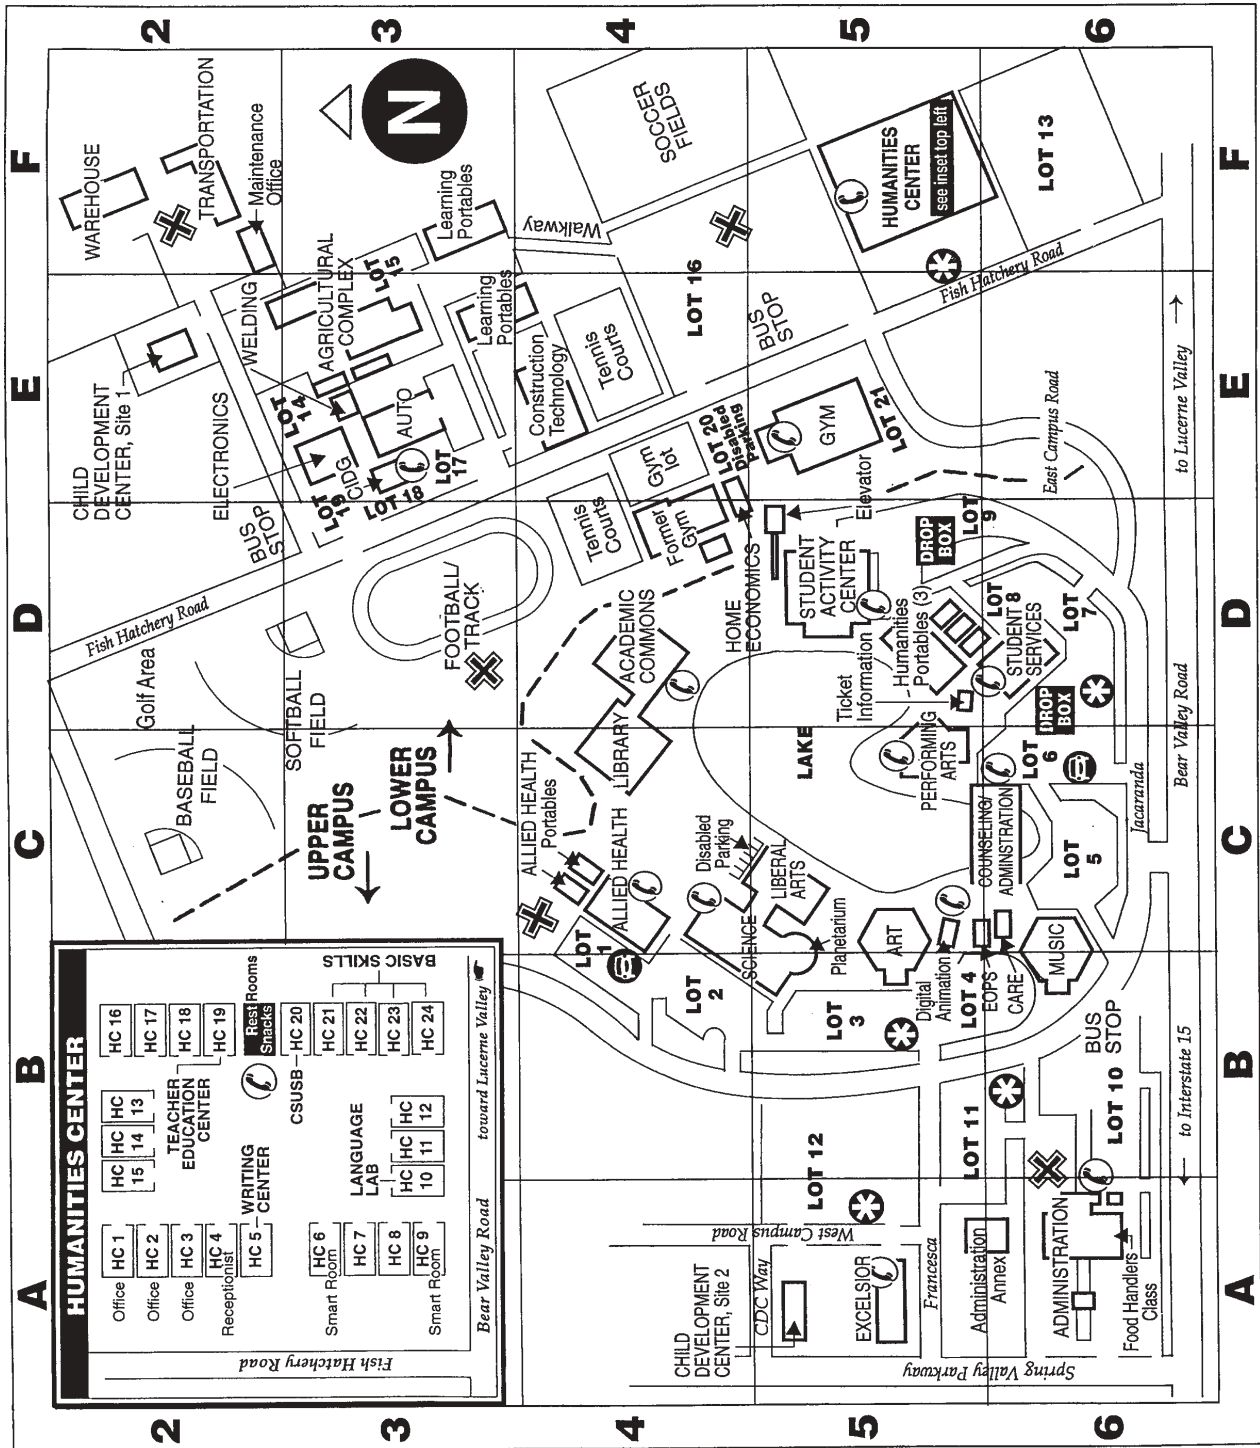 A
B
C
D
E
F
2
3
4
5
6
HUMANITIES CENTER
Fish Hatchery Road
Office
HC 1
Office
HC 2
Office
HC 3
HC 4
Receptionist
HC 5
WRITING
CENTER
HC 6
Smart Room
HC 7
HC 8
HC 9
Smart Room
HC
15
HC
14
HC
13
TEACHER
EDUCATION
CENTER
LANGUAGE
LAB
HC
10
HC
11
HC
12
HC 16
HC 17
HC 18
HC 19
Rest Rooms
Snacks
CSUSB
HC 20
HC 21
HC 22
HC 23
HC 24
BASIC SKILLS
Bear Valley Road
toward Lucerne Valley
BASEBALL
FIELD
Golf Area
Fish Hatchery Road
SOFTBALL
FIELD
UPPER
CAMPUS
LOWER
CAMPUS
FOOTBALL/
TRACK
BUS
STOP
CHILD
DEVELOPMENT
CENTER, Site 1
ELECTRONICS
WELDING
WAREHOUSE
TRANSPORTATION
Maintenance
Office
AGRICULTURAL
COMPLEX
LOT
14
LOT
15
CIDG
AUTO
LOT
19
LOT 18
LOT
17
Learning
Portables
Learning
Portables
N
Walkway
Construction
Technology
Tennis
Courts
SOCCER
FIELDS
LOT 16
BUS
STOP
Tennis
Courts
Gym
lot
Former
Gym
LOT 20
Disabled
Parking
HOME
ECONOMICS
ALLIED HEALTH
Portables
ALLIED HEALTH
LIBRARY
ACADEMIC
COMMONS
LOT
1
LOT
2
SCIENCE
Disabled
Parking
LIBERAL
ARTS
Planetarium
LAKE
STUDENT
ACTIVITY
CENTER
Elevator
GYM
LOT 21
HUMANITIES
CENTER
see inset top left
LOT 13
Fish Hatchery Road
LOT
3
ART
Digital
Animation
LOT 4
EOPS
CARE
MUSIC
PERFORMING
ARTS
Ticket
Information
Humanities
Portables (3)
DROP
BOX
LOT
9
LOT
8
STUDENT
SERVICES
LOT
7
East Campus Road
COUNSELING/
ADMINSTRATION
LOT
6
DROP
BOX
LOT
5
Jacaranda
Bear Valley Road
to Lucerne Valley
CHILD
DEVELOPMENT
CENTER, Site 2
CDC Way
West Campus Road
LOT 12
EXCELSIOR
Francesca
LOT 11
Administration
Annex
ADMINISTRATION
Food Handlers
Class
LOT 10
BUS
STOP
to Interstate 15
Spring Valley Parkway
A
B
C
D
E
F
2
3
4
5
6